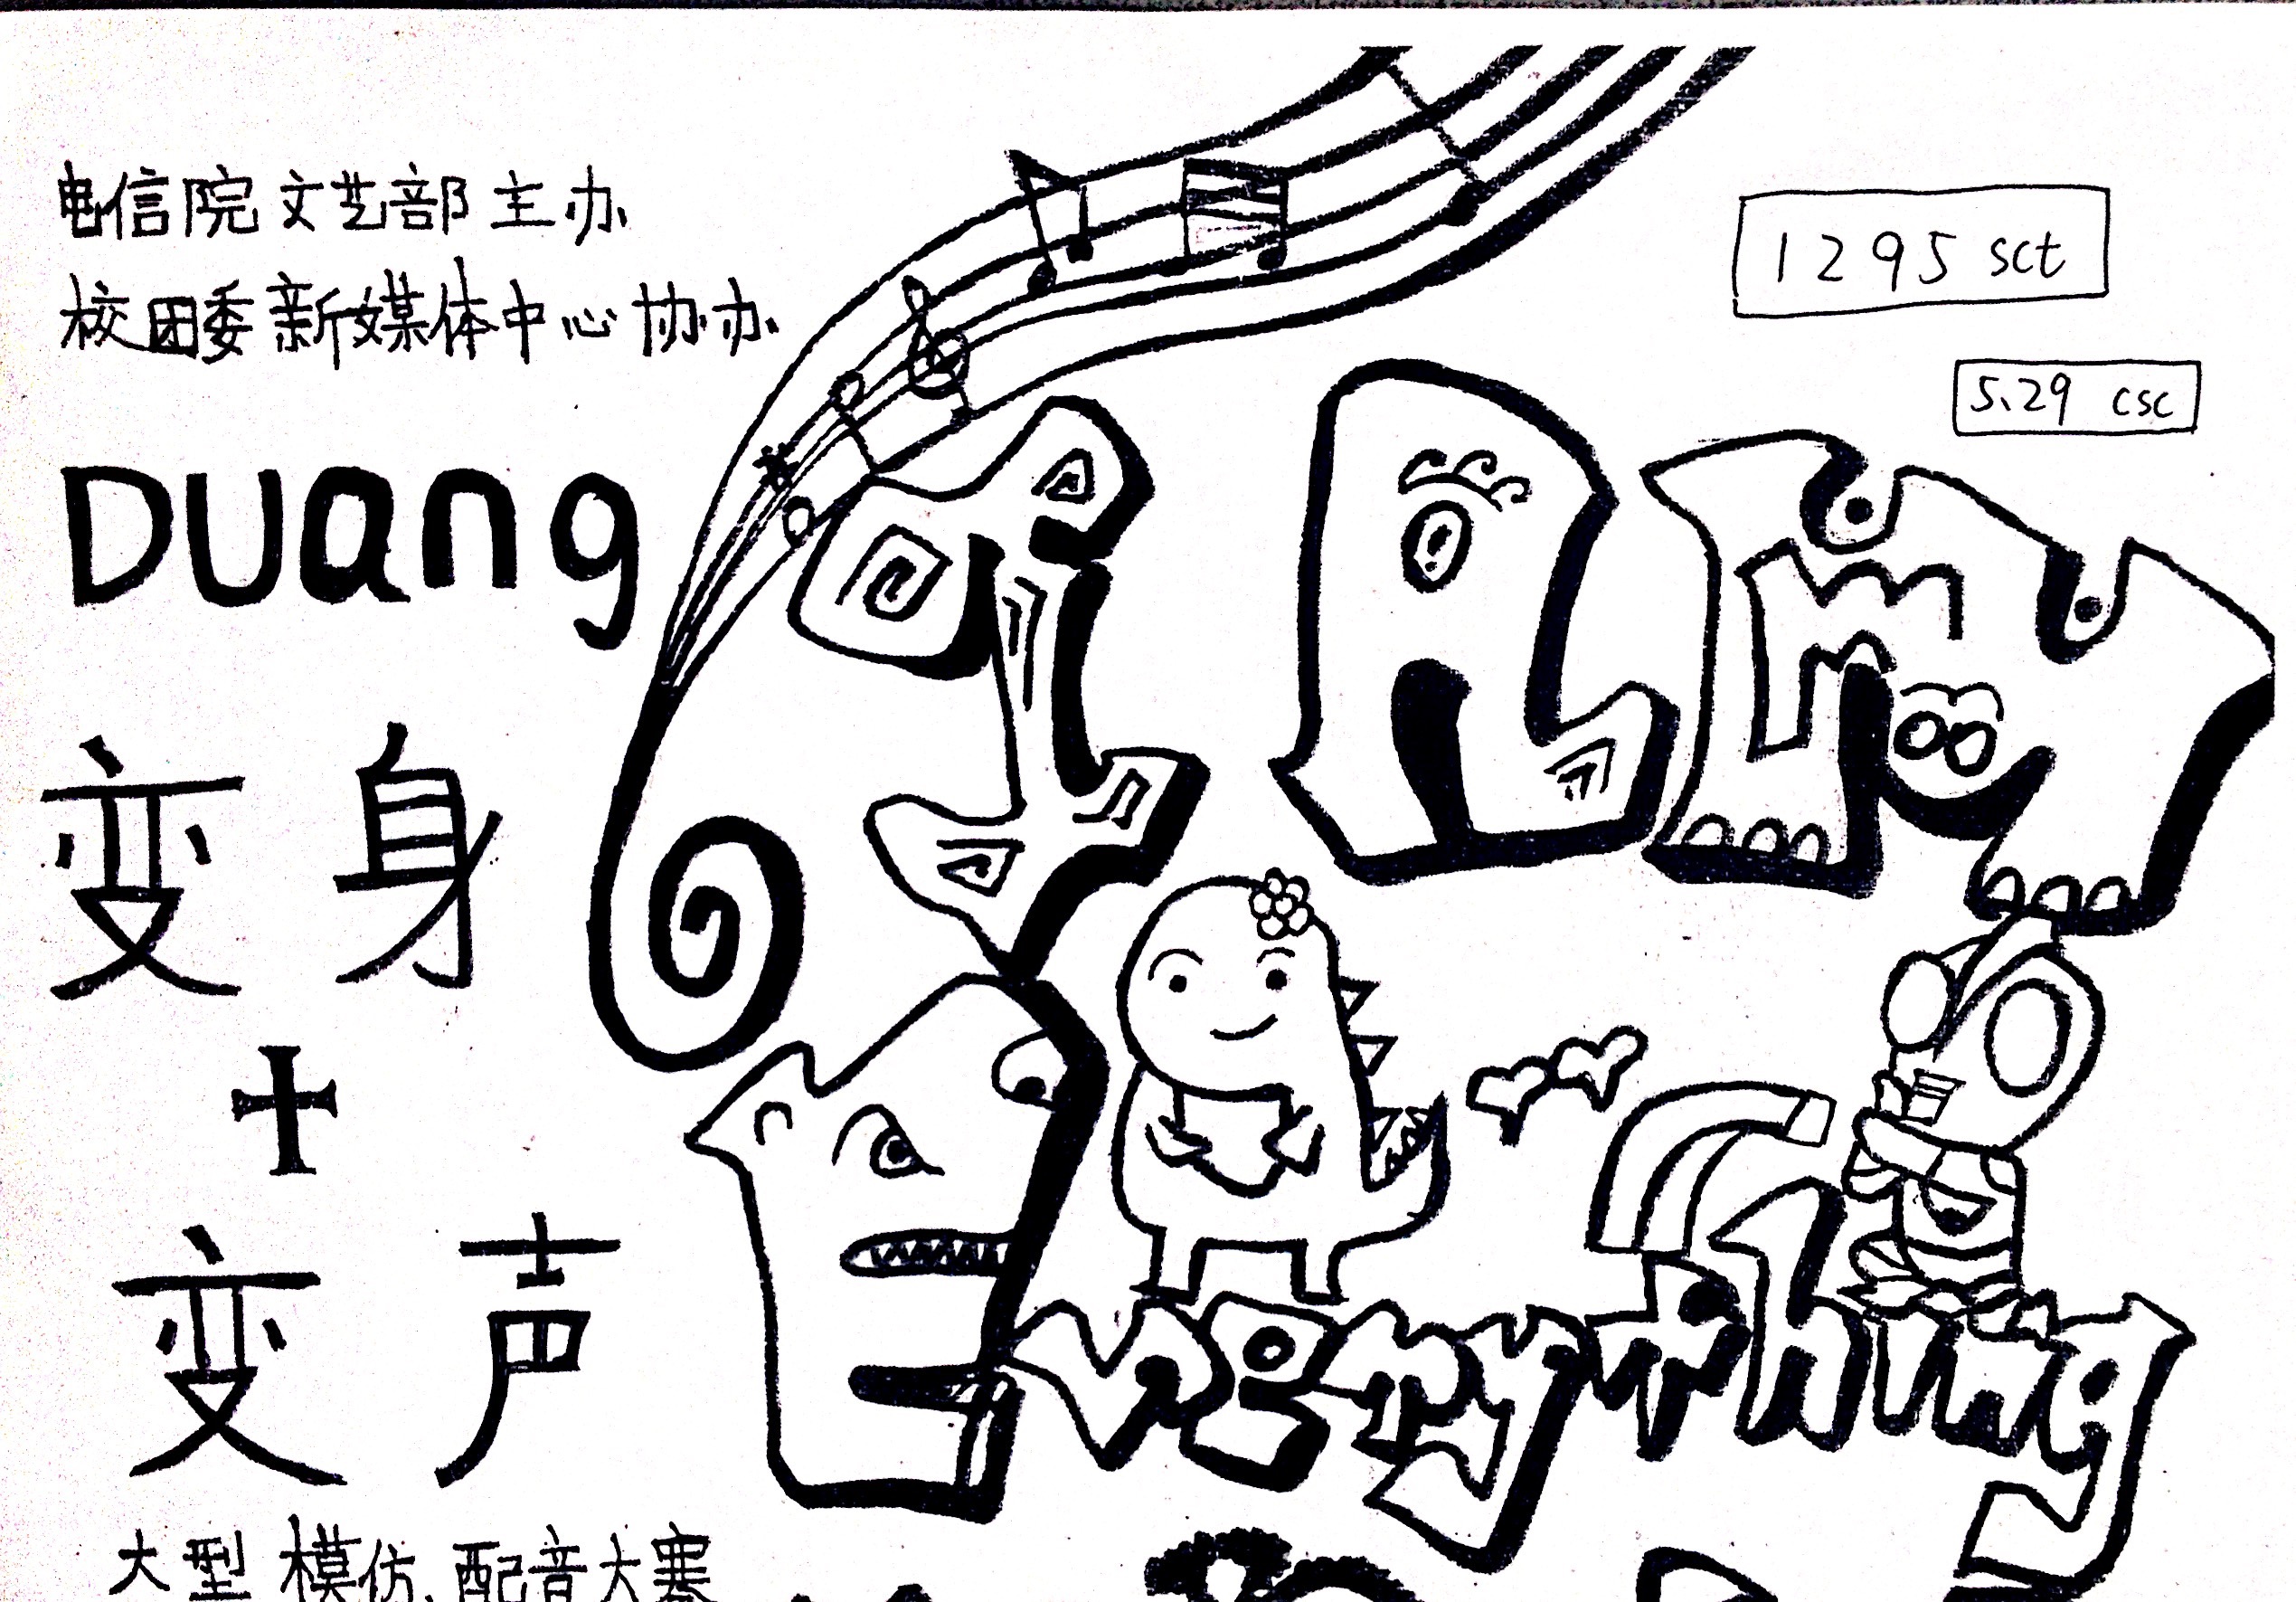 电信院文艺部主办
校团委新媒体中心协办
1295 sct
5.29 csc
DUang
I Am
Everything
变身
+
变声
大型模仿、配音大赛